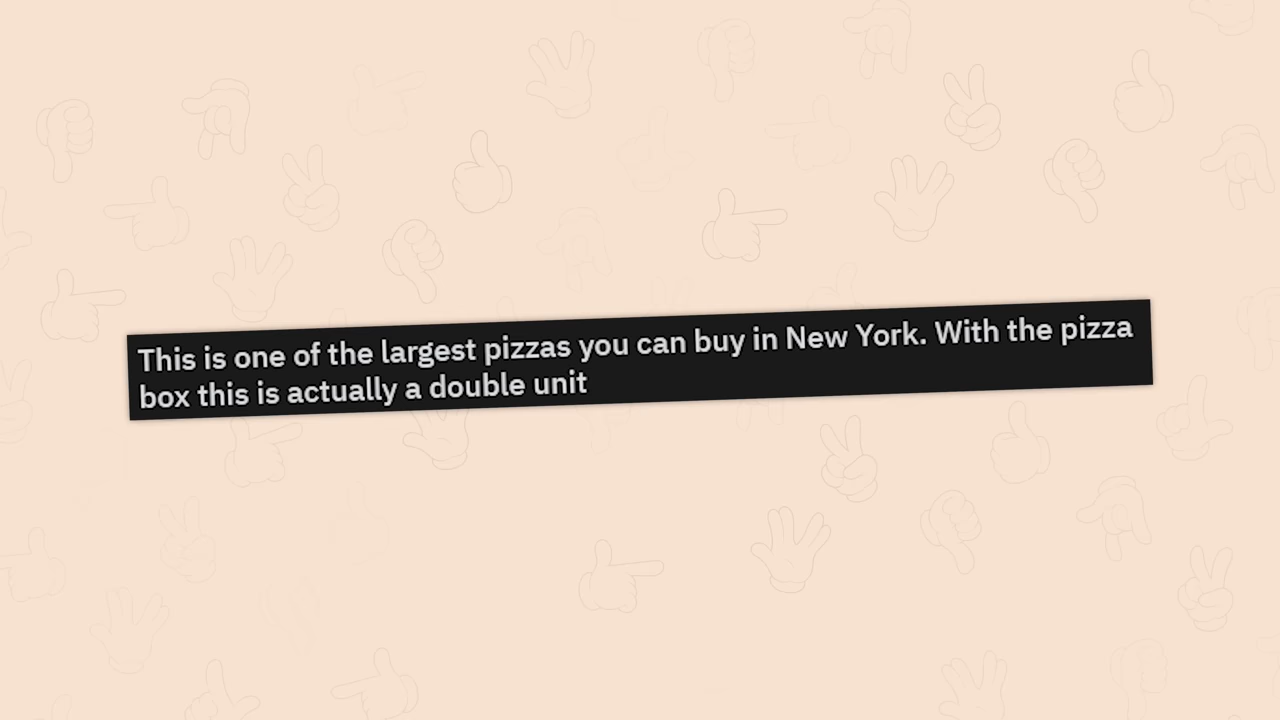 This is one of the largest pizzas you can buy in New York. With the pizza
box this is actually a double unit